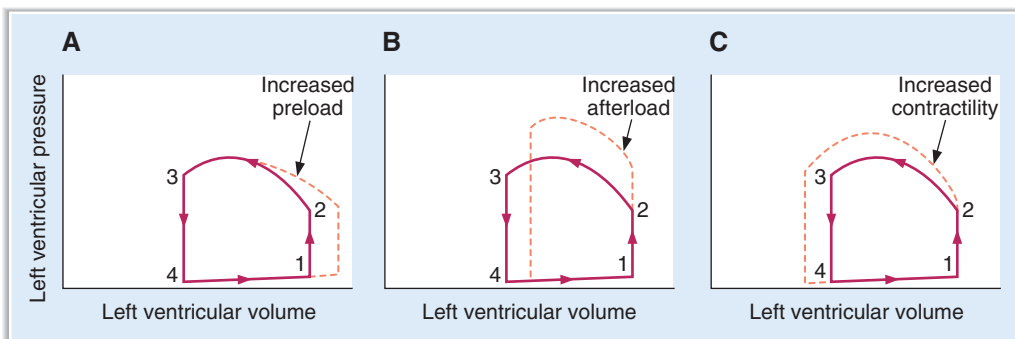 A
B
C
Left ventricular pressure
Increased
preload
3
2
1
4
Left ventricular volume
Increased
afterload
3
2
1
4
Left ventricular volume
Increased
contractility
3
2
1
4
Left ventricular volume